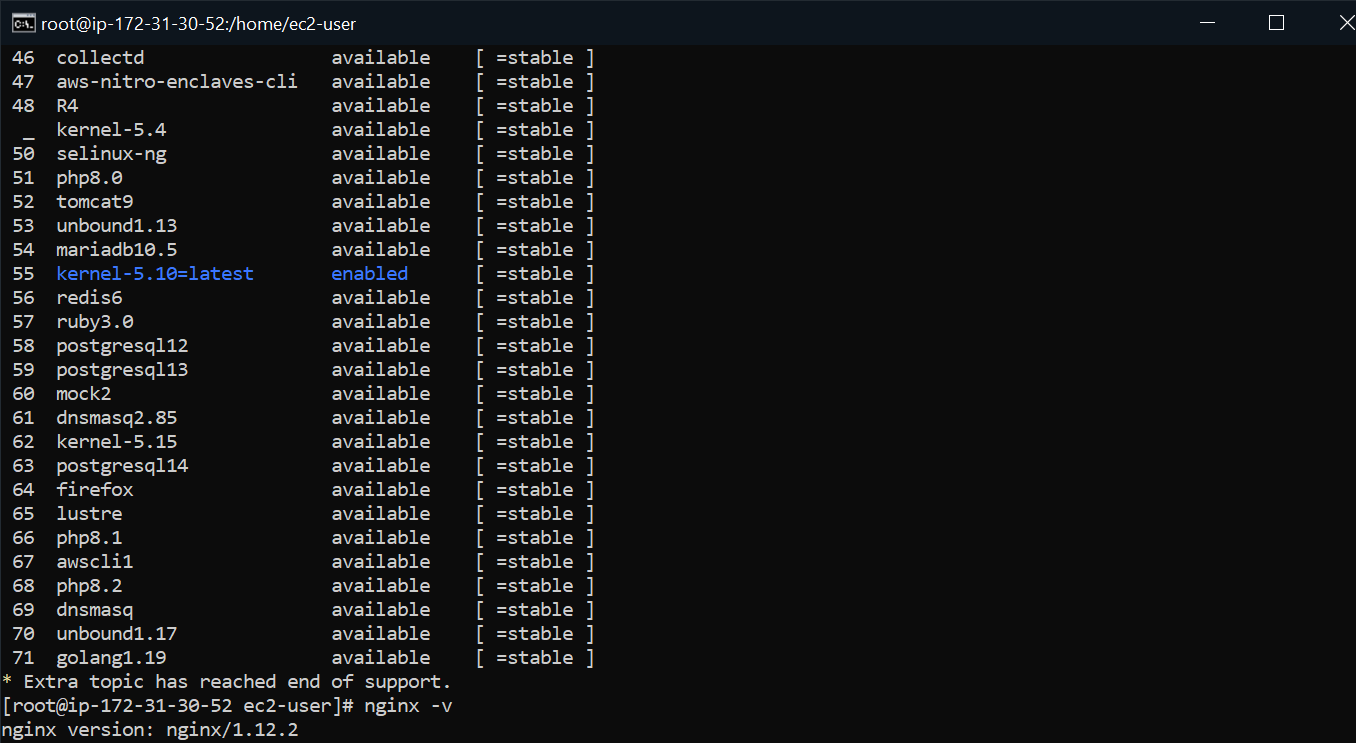 root@ip-172-31-30-52:/home/ec2-user
46 collectd available [ =stable ]
47 aws-nitro-enclaves-cli available [ =stable ]
48 R4 available [ =stable ]
_ kernel-5.4 available [ =stable ]
50 selinux-ng available [ =stable ]
51 php8.0 available [ =stable ]
52 tomcat9 available [ =stable ]
53 unbound1.13 available [ =stable ]
54 mariadb10.5 available [ =stable ]
55 kernel-5.10=latest enabled [ =stable ]
56 redis6 available [ =stable ]
57 ruby3.0 available [ =stable ]
58 postgresql12 available [ =stable ]
59 postgresql13 available [ =stable ]
60 mock2 available [ =stable ]
61 dnsmasq2.85 available [ =stable ]
62 kernel-5.15 available [ =stable ]
63 postgresql14 available [ =stable ]
64 firefox available [ =stable ]
65 lustre available [ =stable ]
66 php8.1 available [ =stable ]
67 awscli1 available [ =stable ]
68 php8.2 available [ =stable ]
69 dnsmasq available [ =stable ]
70 unbound1.17 available [ =stable ]
71 golang1.19 available [ =stable ]
* Extra topic has reached end of support.
[root@ip-172-31-30-52 ec2-user]# nginx -v
nginx version: nginx/1.12.2